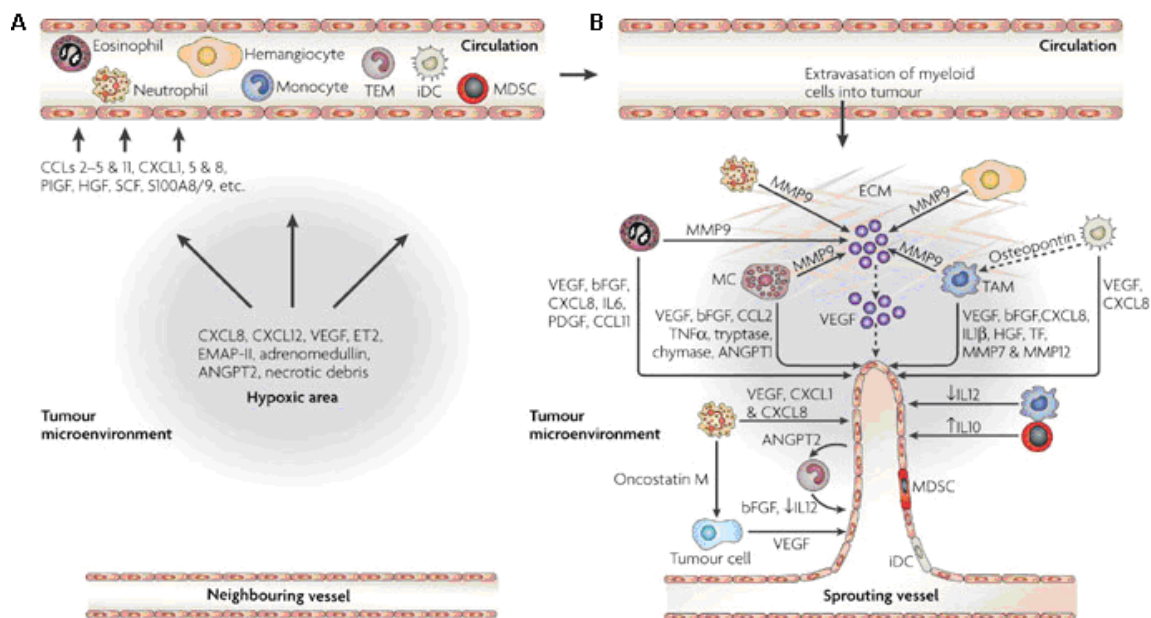 A
Eosinophil
Hemangiocyte
Circulation
Neutrophil
Monocyte
TEM
iDC
MDSC
CCLs 2–5 & 11, CXCL1, 5 & 8,
PIGF, HGF, SCF, S100A8/9, etc.
CXCL8, CXCL12, VEGF, ET2,
EMAP-II, adrenomedullin,
ANGPT2, necrotic debris
Hypoxic area
Tumour
microenvironment
Neighbouring vessel
B
Circulation
Extravasation of myeloid
cells into tumour
ECM
MMP9
MMP9
MMP9
MMP9
MMP9
Osteopontin
MC
TAM
VEGF, bFGF,
CXCL8, IL6,
PDGF, CCL11
VEGF, bFGF, CCL2
TNFα, tryptase,
chymase, ANGPT1
VEGF
VEGF, bFGF,CXCL8,
IL1β, HGF, TF,
MMP7 & MMP12
VEGF,
CXCL8
Tumour
microenvironment
VEGF, CXCL1
& CXCL8
↓IL12
↑IL10
ANGPT2
Oncostatin M
bFGF, ↓IL12
MDSC
VEGF
Tumour cell
iDC
Sprouting vessel